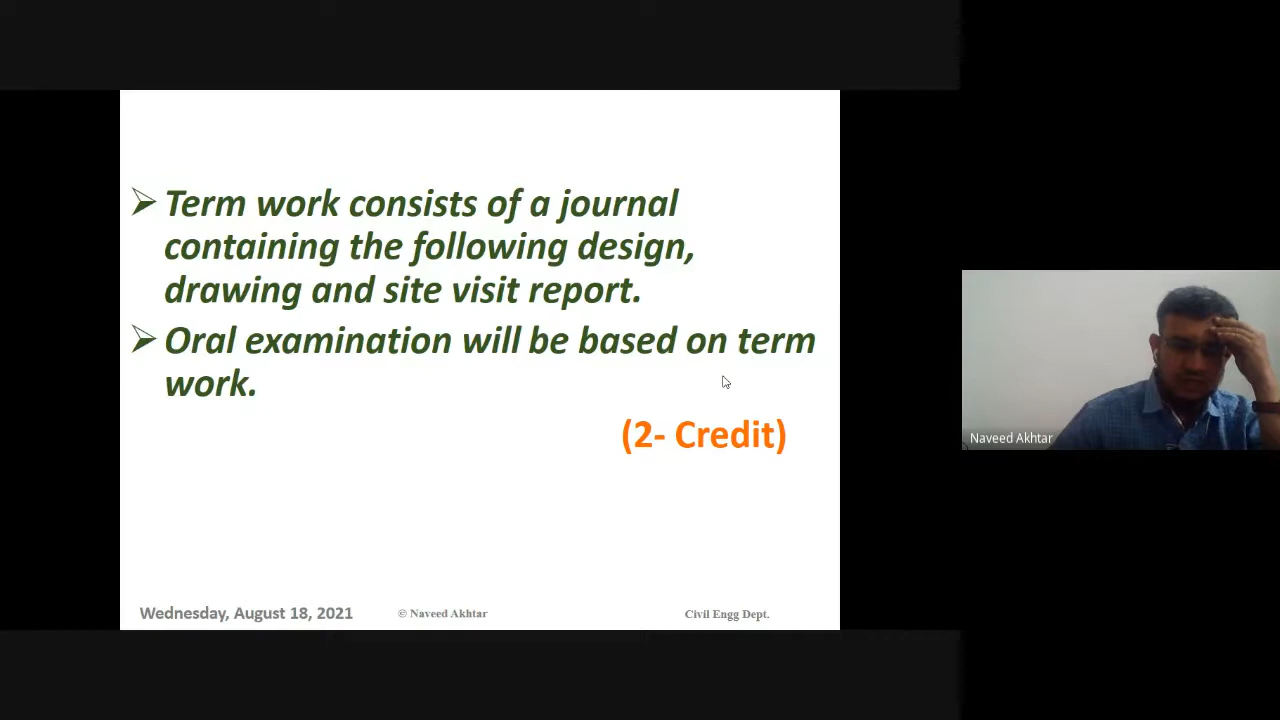 Term work consists of a journal
containing the following design,
drawing and site visit report.
Oral examination will be based on term
work.
(2- Credit)
Wednesday, August 18, 2021
© Naveed Akhtar
Civil Engg Dept.
Naveed Akhtar